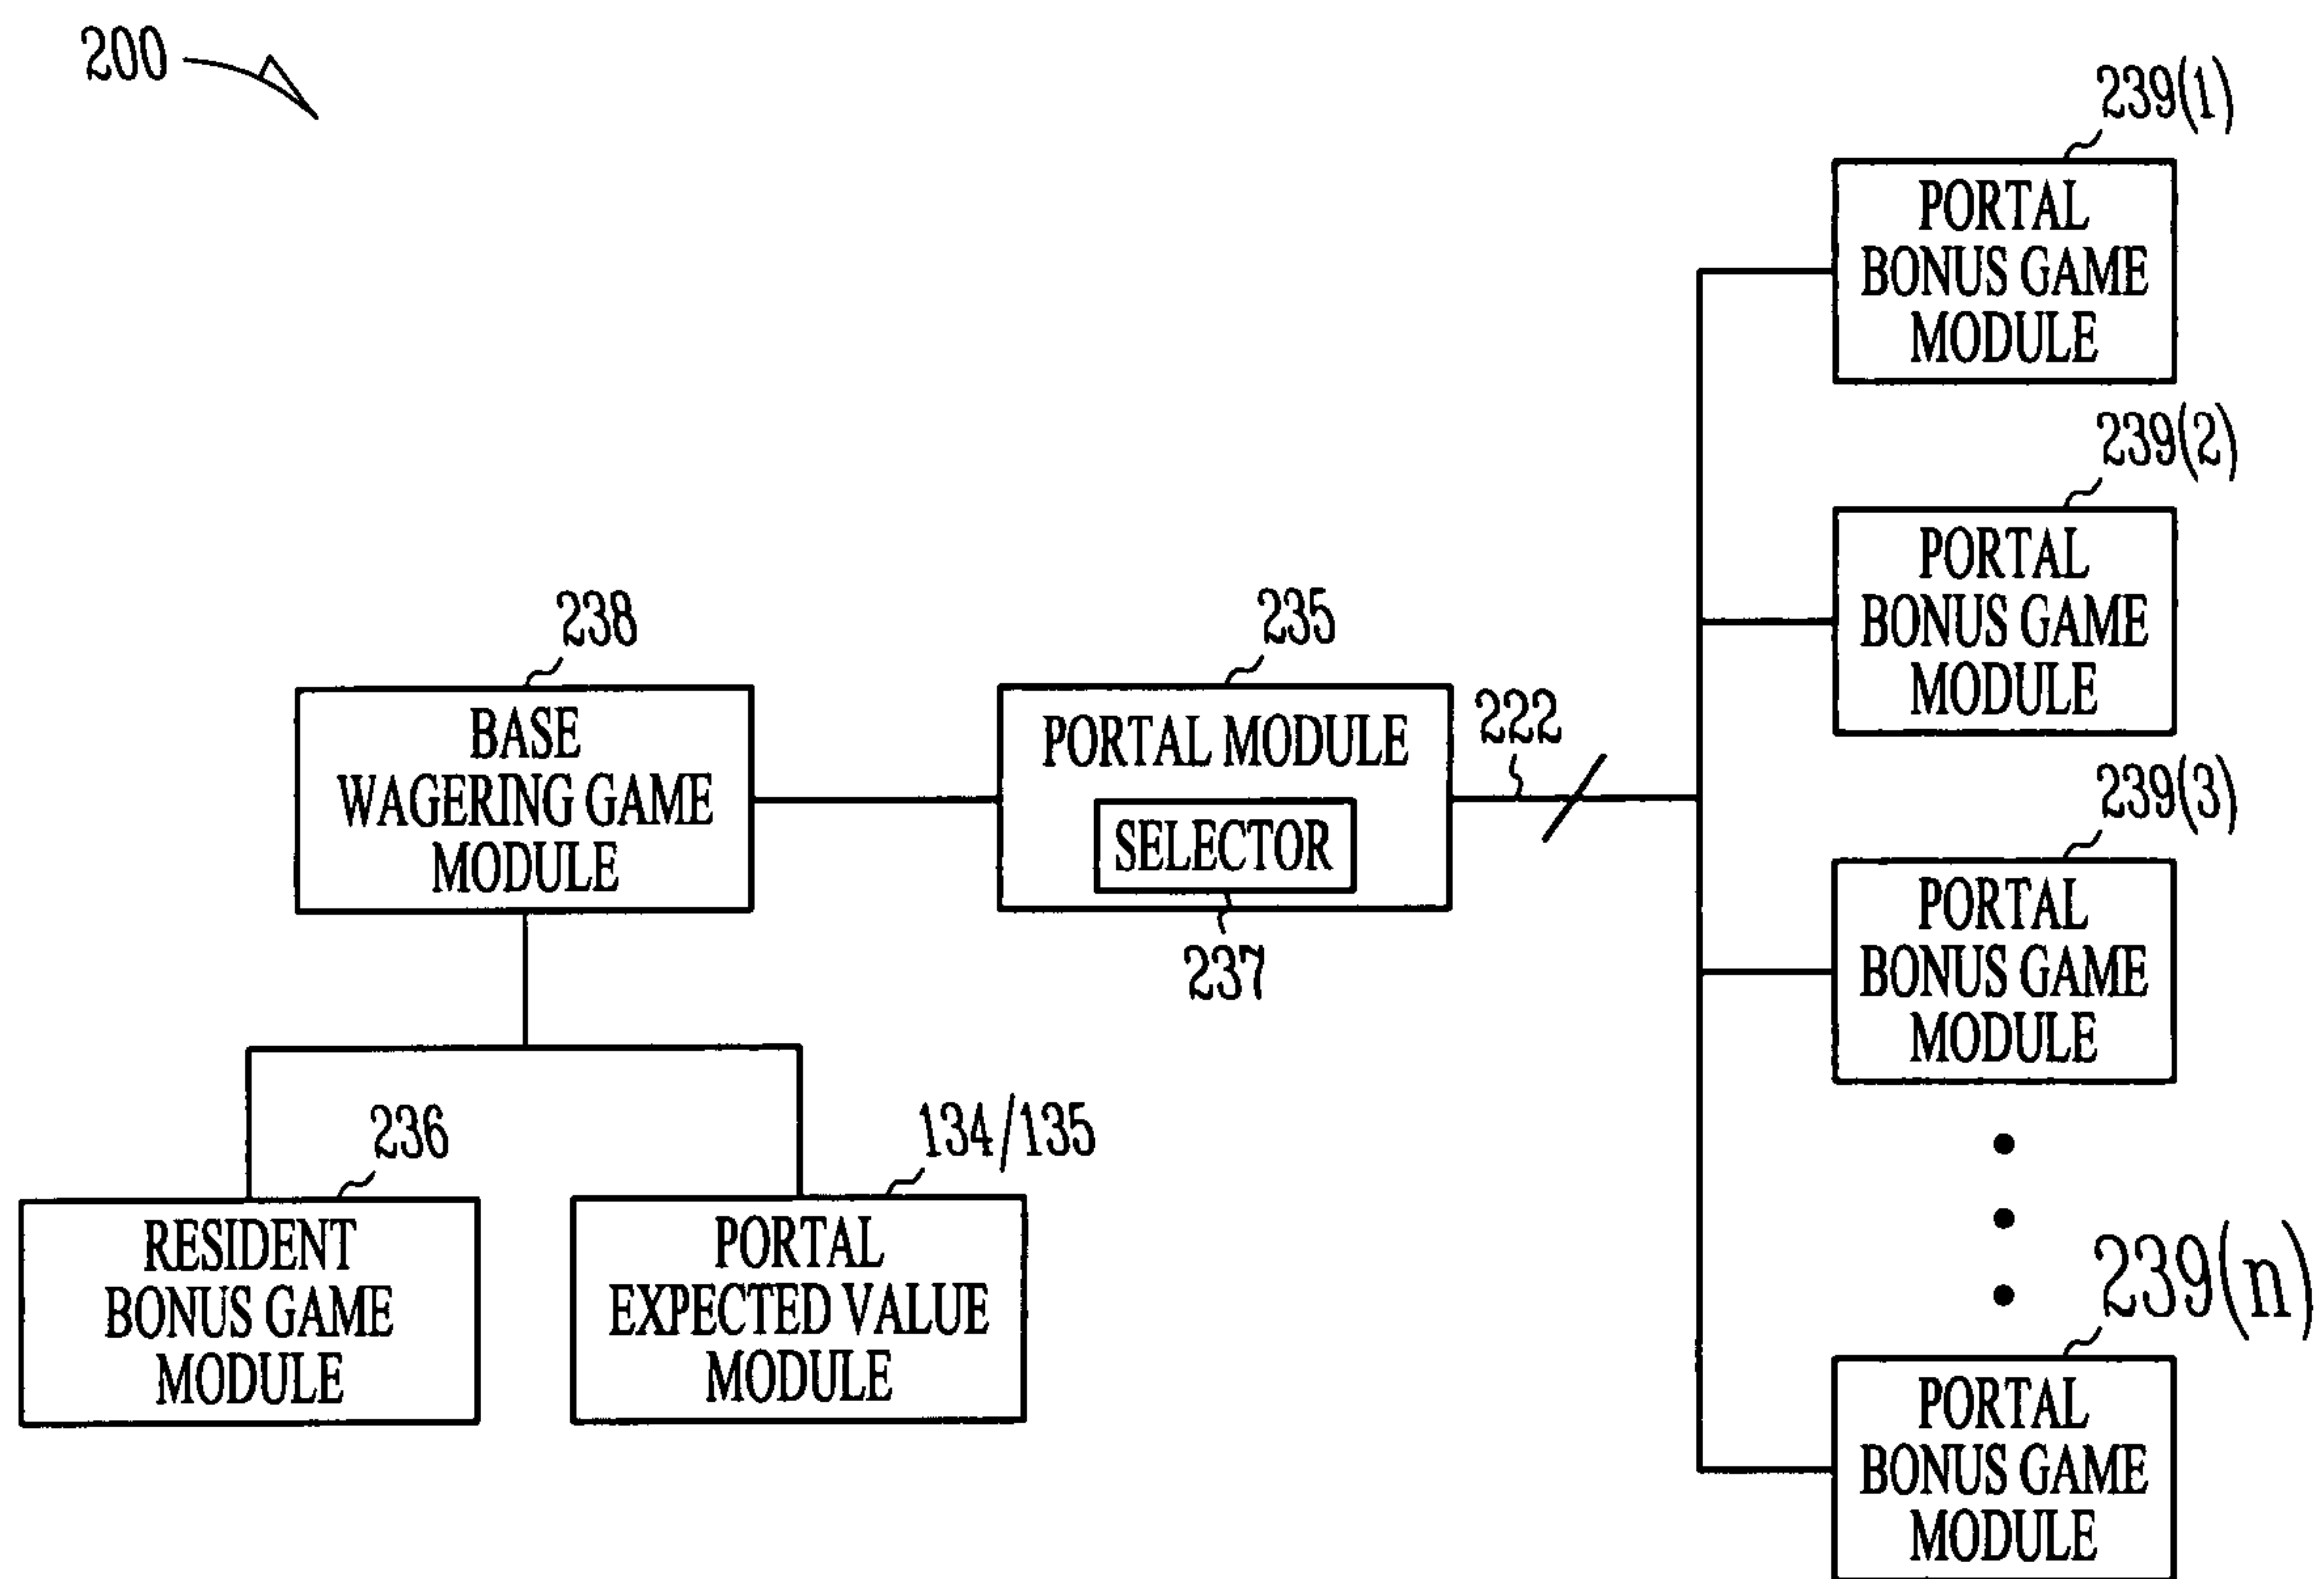 200
239(1)
PORTAL
BONUS GAME
MODULE
239(2)
PORTAL
BONUS GAME
MODULE
238
BASE
WAGERING GAME
MODULE
235
PORTAL MODULE
SELECTOR
237
222
239(3)
PORTAL
BONUS GAME
MODULE
236
RESIDENT
BONUS GAME
MODULE
134/135
PORTAL
EXPECTED VALUE
MODULE
239(n)
PORTAL
BONUS GAME
MODULE